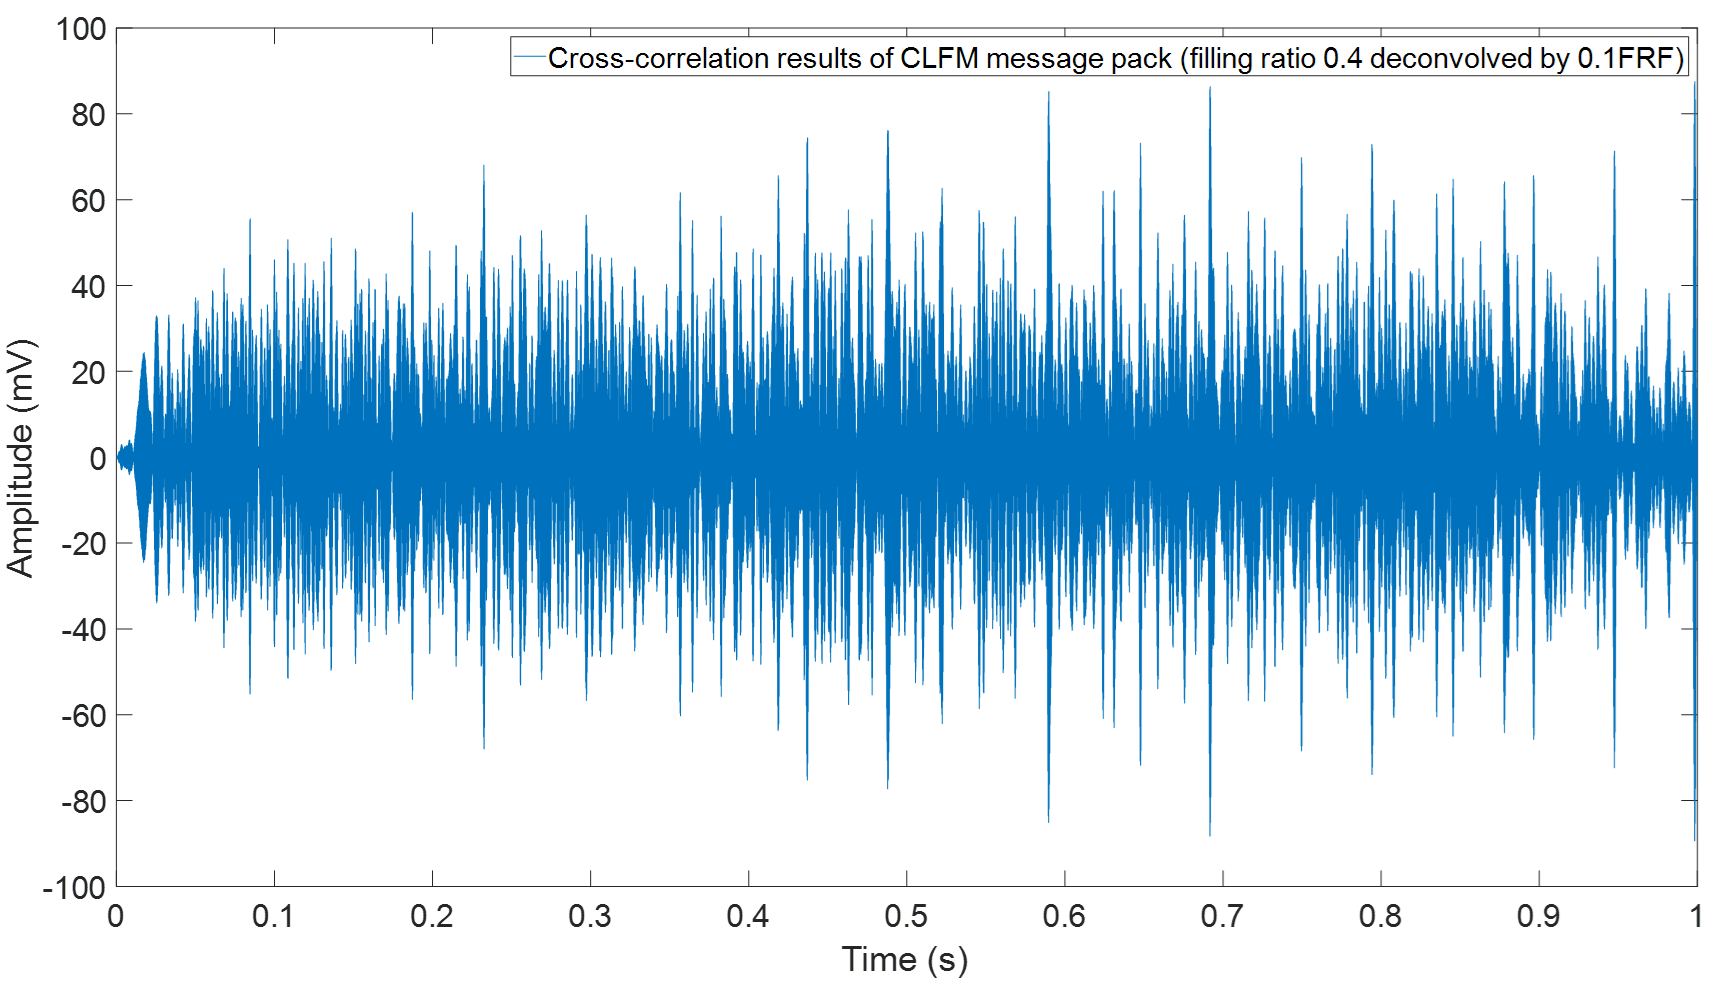 Cross-correlation results of CLFM message pack (filling ratio 0.4 deconvolved by 0.1FRF)
100
80
60
40
20
0
-20
-40
-60
-80
-100
Amplitude (mV)
0 0.1 0.2 0.3 0.4 0.5 0.6 0.7 0.8 0.9 1
Time (s)